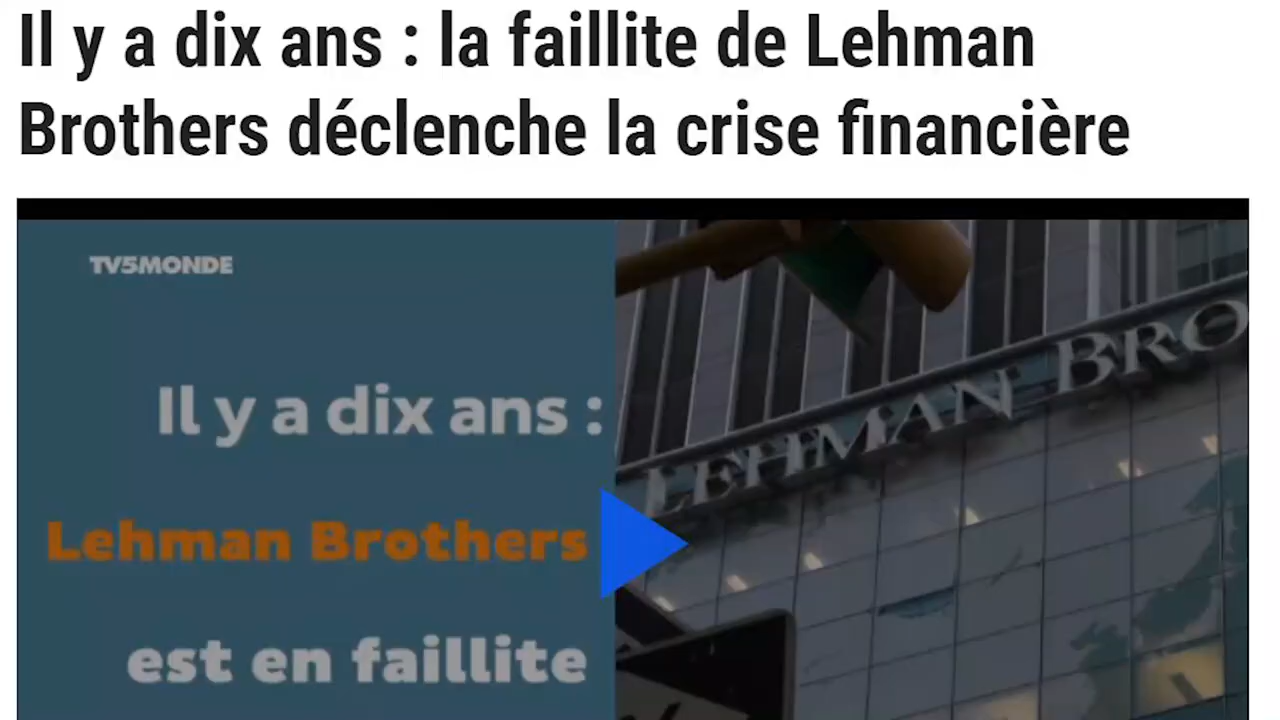 Il y a dix ans : la faillite de Lehman
Brothers déclenche la crise financière
TV5MONDE
Il y a dix ans :
Lehman Brothers
est en faillite
LEHMAN BRO